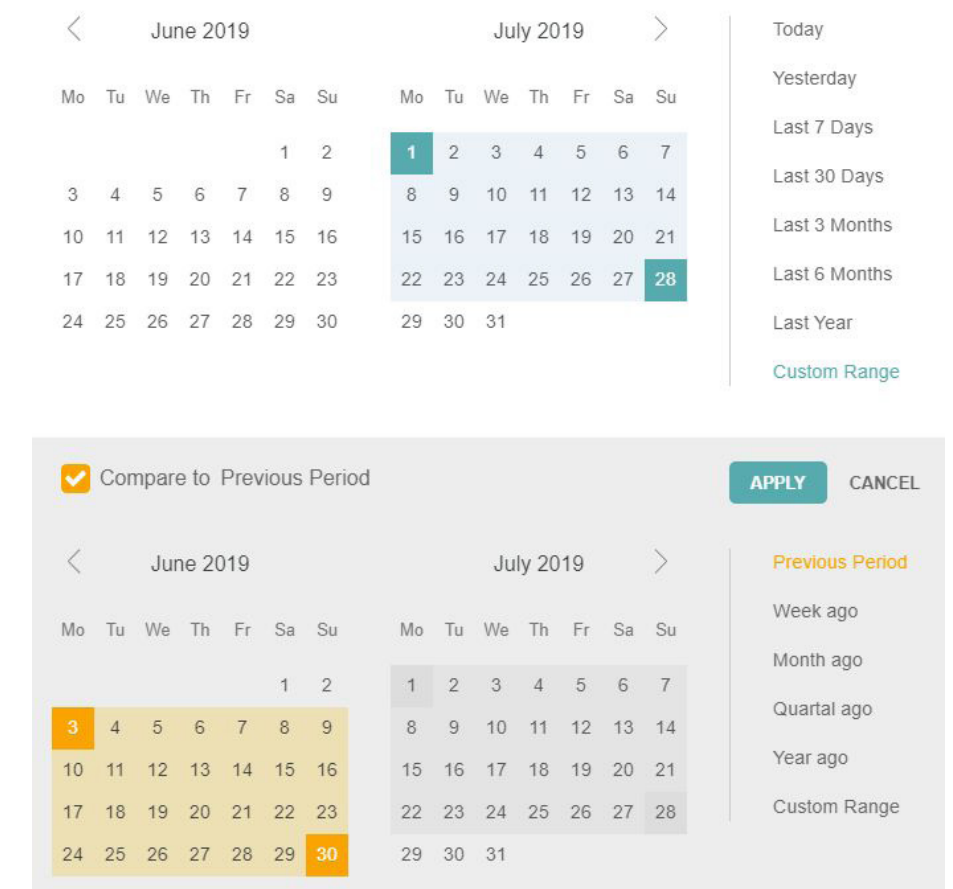 June 2019 July 2019
Mo Tu We Th Fr Sa Su Mo Tu We Th Fr Sa Su
1 2 1 2 3 4 5 6 7
3 4 5 6 7 8 9 8 9 10 11 12 13 14
10 11 12 13 14 15 16 15 16 17 18 19 20 21
17 18 19 20 21 22 23 22 23 24 25 26 27 28
24 25 26 27 28 29 30 29 30 31
Today
Yesterday
Last 7 Days
Last 30 Days
Last 3 Months
Last 6 Months
Last Year
Custom Range
Compare to Previous Period
APPLY CANCEL
June 2019 July 2019
Mo Tu We Th Fr Sa Su Mo Tu We Th Fr Sa Su
1 2 1 2 3 4 5 6 7
3 4 5 6 7 8 9 8 9 10 11 12 13 14
10 11 12 13 14 15 16 15 16 17 18 19 20 21
17 18 19 20 21 22 23 22 23 24 25 26 27 28
24 25 26 27 28 29 30 29 30 31
Previous Period
Week ago
Month ago
Quartal ago
Year ago
Custom Range